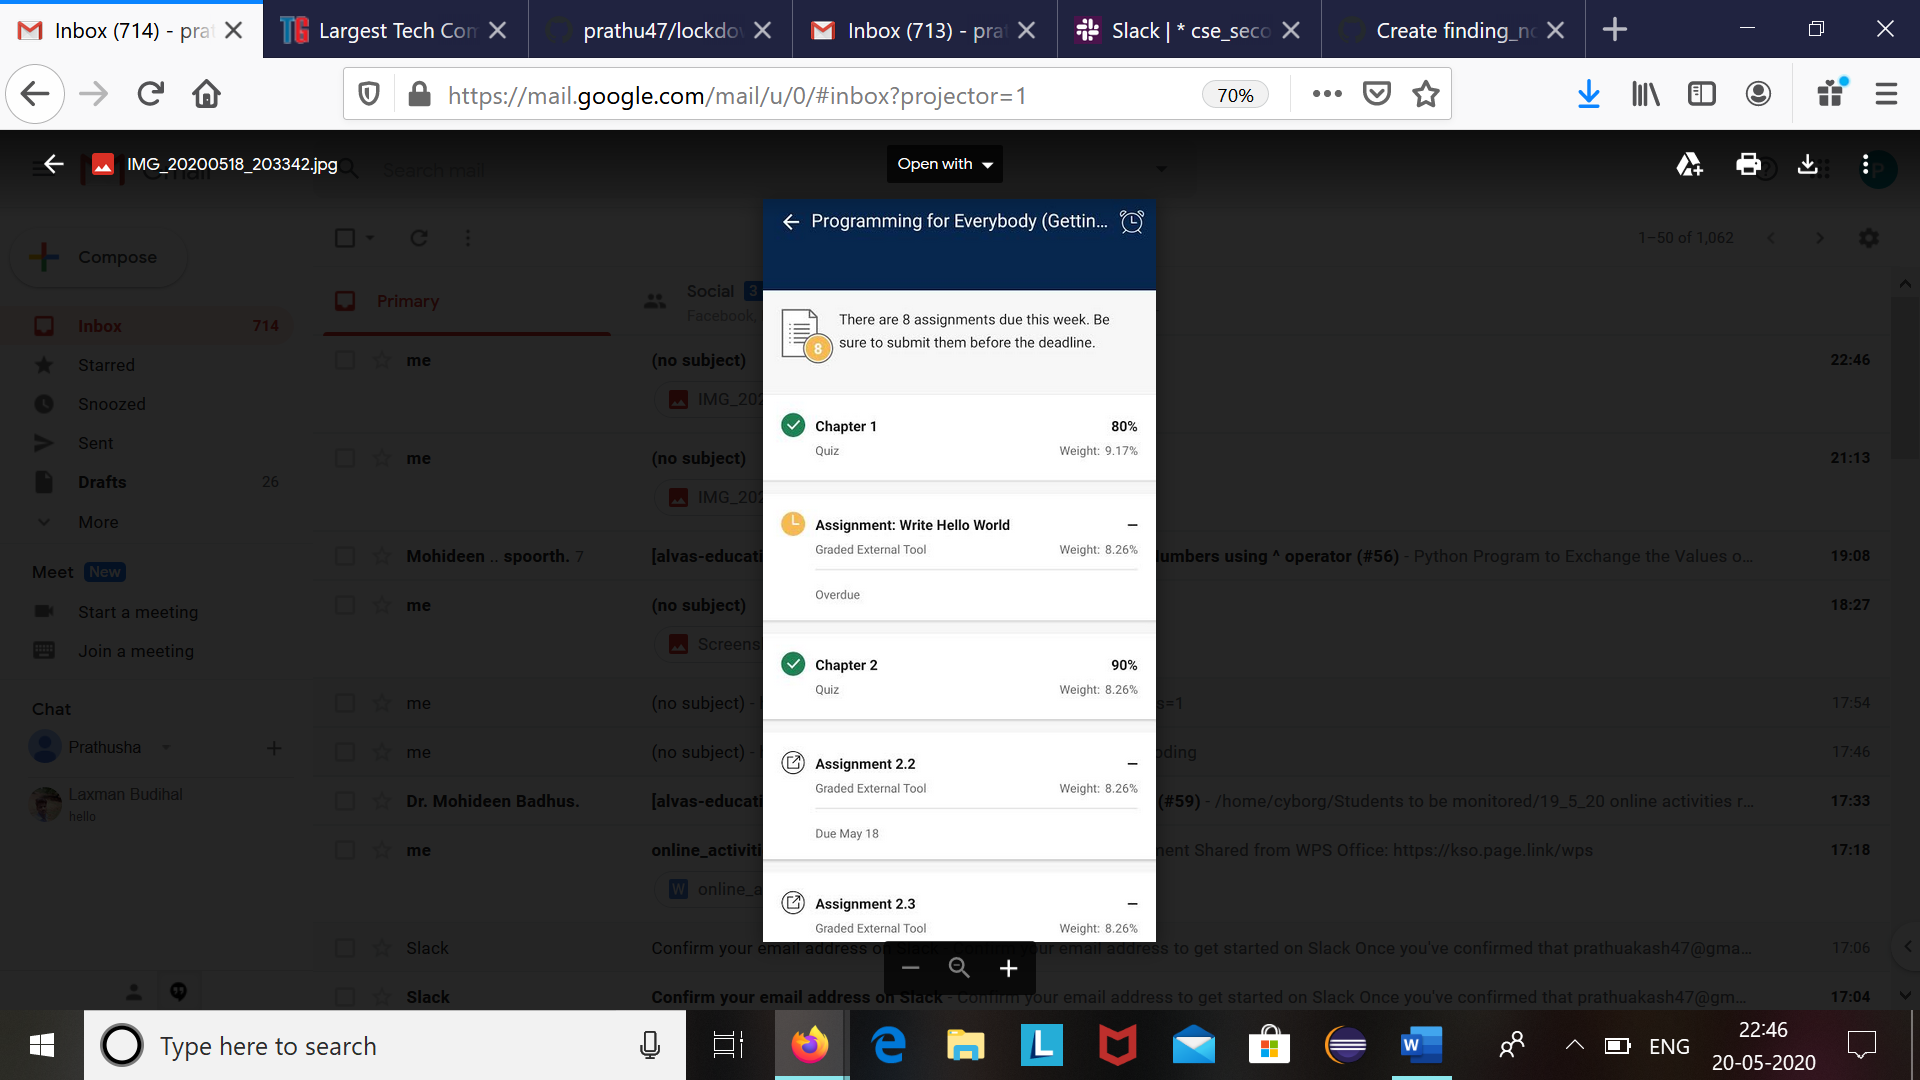 Inbox (714) - pra
Largest Tech Com
prathu47/lockdo
Inbox (713) - pra
Slack | * cse_seco
Create finding_no
https://mail.google.com/mail/u/0/#inbox?projector=1
70%
IMG_20200518_203342.jpg
Search mail
Open with
Compose
1–50 of 1,062
Primary
Social 3
Facebook,
Inbox 714
Starred
Snoozed
Sent
Drafts 26
More
Meet New
Start a meeting
Join a meeting
Chat
Prathusha
Laxman Budihal
hello
me (no subject) 22:46
IMG_202
me (no subject) 21:13
IMG_202
Mohideen .. spoorth. 7 [alvas-educati numbers using ^ operator (#56) - Python Program to Exchange the Values o... 19:08
me (no subject) 18:27
Screens
me (no subject) - s=1 17:54
me (no subject) - oding 17:46
Dr. Mohideen Badhus. [alvas-educati (#59) - /home/cyborg/Students to be monitored/19_5_20 online activities r... 17:33
me online_activiti ment Shared from WPS Office: https://kso.page.link/wps 17:18
W online_a
Slack Confirm your email address on Slack - Confirm your email address to get started on Slack Once you've confirmed that prathuakash47@gma... 17:06
Slack Confirm your email address on Slack - Confirm your email address to get started on Slack Once you've confirmed that prathuakash47@gm... 17:04
Programming for Everybody (Gettin...
There are 8 assignments due this week. Be
sure to submit them before the deadline.
8
Chapter 1 80%
Quiz Weight: 9.17%
Assignment: Write Hello World –
Graded External Tool Weight: 8.26%
Overdue
Chapter 2 90%
Quiz Weight: 8.26%
Assignment 2.2 –
Graded External Tool Weight: 8.26%
Due May 18
Assignment 2.3 –
Graded External Tool Weight: 8.26%
Type here to search
ENG
22:46
20-05-2020